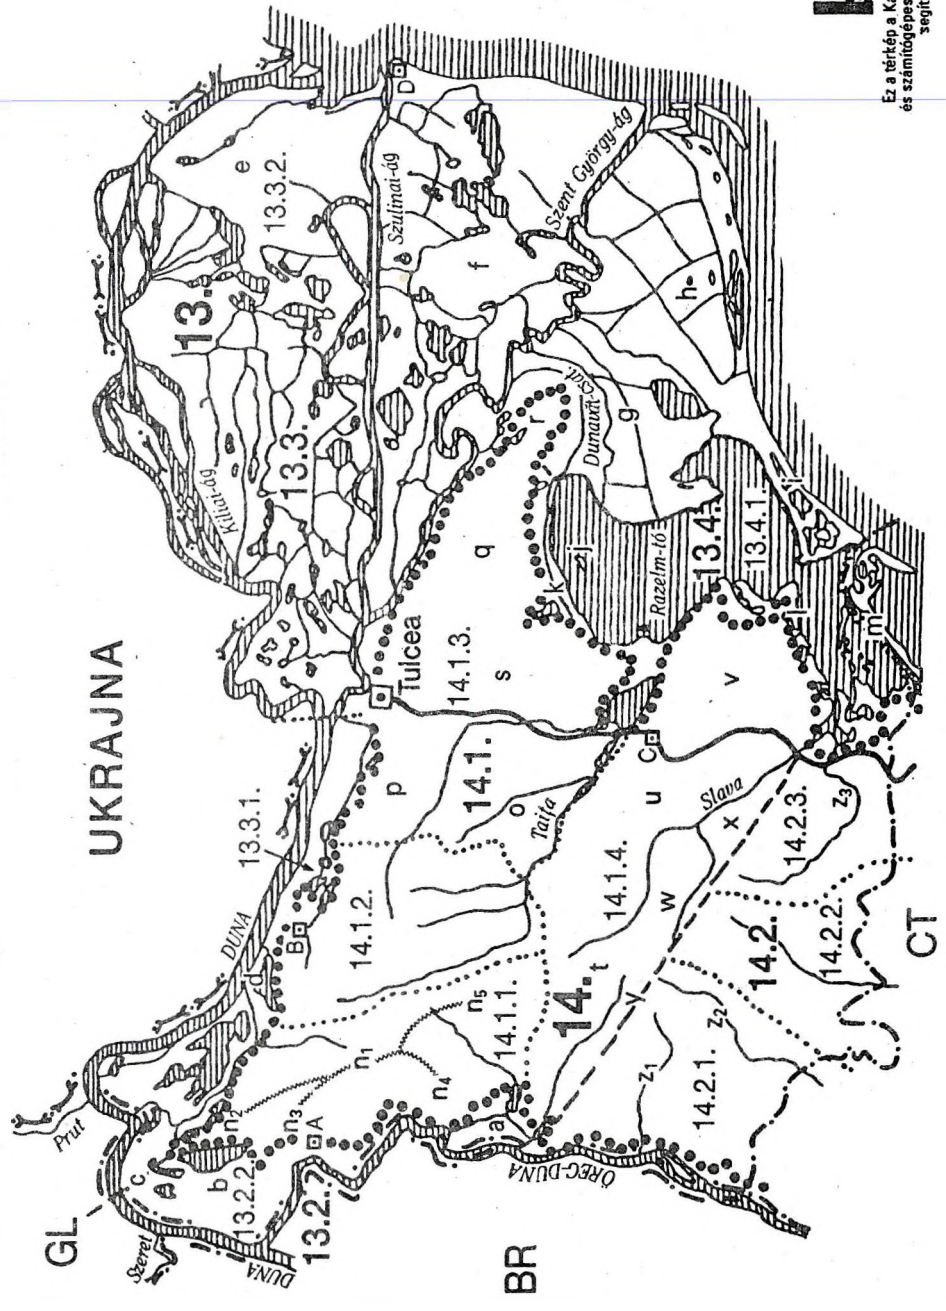 UKRAJNA
GL
BR
CT
Szeret
Prut
DUNA
DUNA
ÖREG-DUNA
Kiliai-ág
Szulinai-ág
Szent György-ág
Dunavăt-csat.
Razelm-tó
Tulcea
Taița
Slava
13.
13.2.
13.2.2.
13.3.
13.3.1.
13.3.2.
13.4.
13.4.1.
14.
14.1.
14.1.1.
14.1.2.
14.1.3.
14.1.4.
14.2.
14.2.1.
14.2.2.
14.2.3.
A
B
C
D
a
b
c
d
e
f
g
h
i
j
k
l
m
n1
n2
n3
n4
n5
o
p
q
r
s
t
u
v
w
x
y
z1
z2
z3
Ez a térkép a Ká
és számítógépes
segít